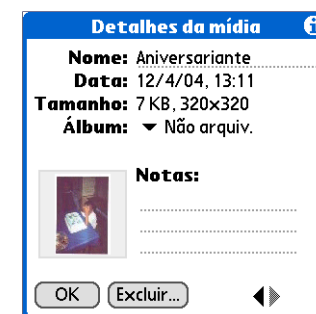 Detalhes da mídia
Nome: Aniversariante
Data: 12/4/04, 13:11
Tamanho: 7 KB, 320x320
Álbum: Não arquiv.
Notas:
OK Excluir...